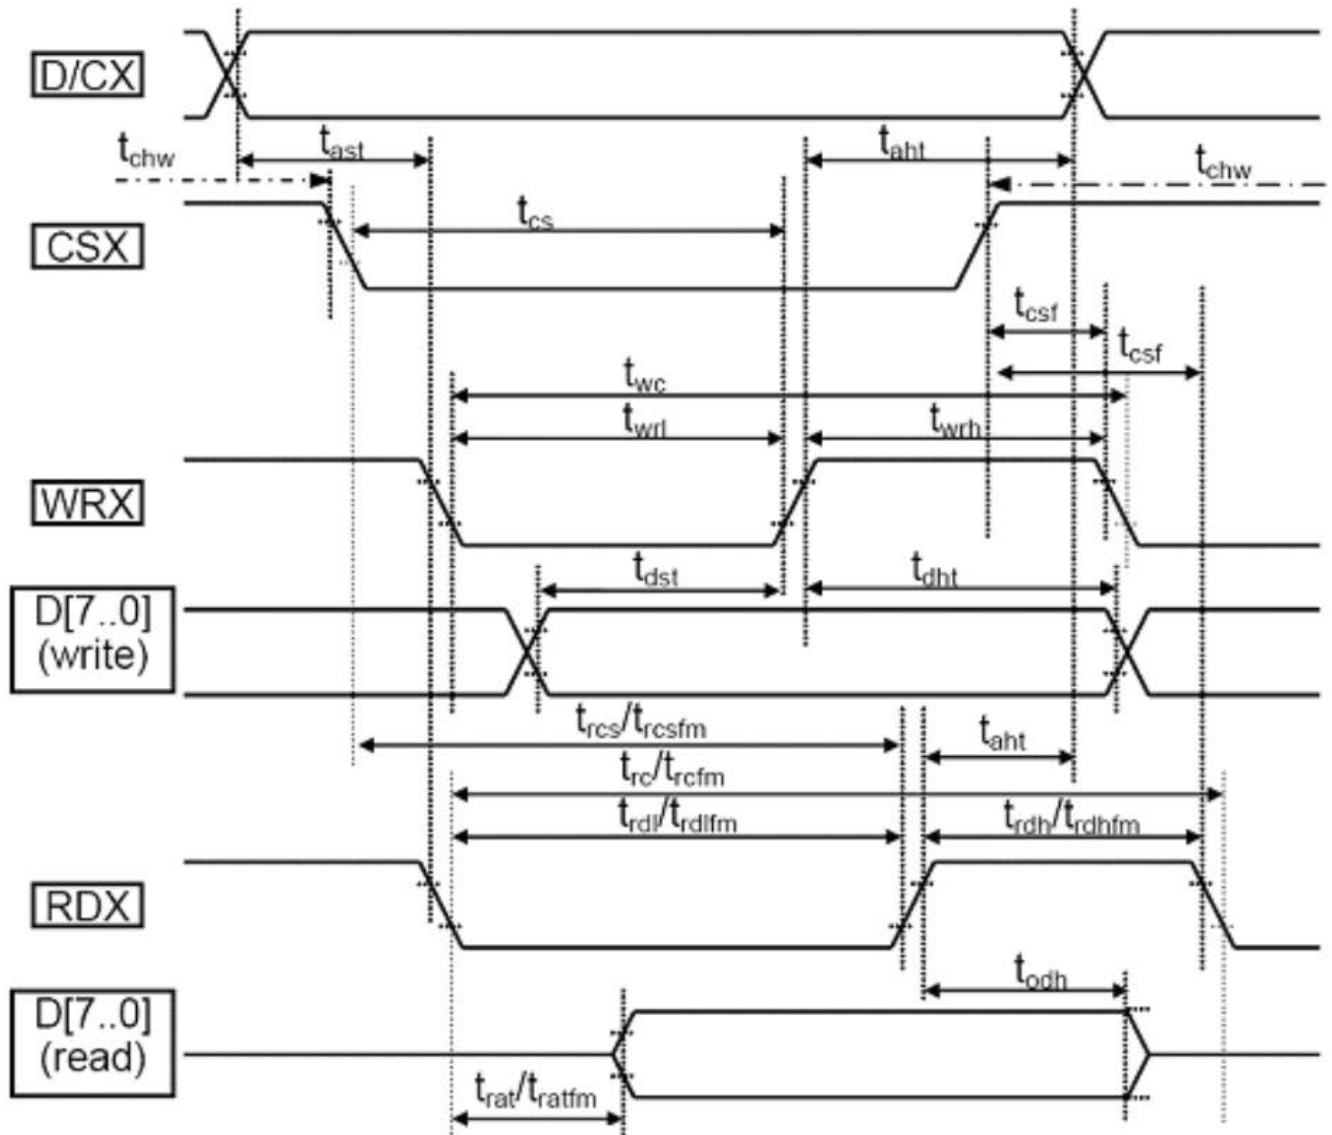 D/CX
tchw
tast
taht
tchw
CSX
tcs
tcsf
tcsf
twc
twrl
twrh
WRX
tdst
tdht
D[7..0]
(write)
trcs/trcsfm
taht
trc/trcfm
trdl/trdlfm
trdh/trdhfm
RDX
todh
D[7..0]
(read)
trat/tratfm